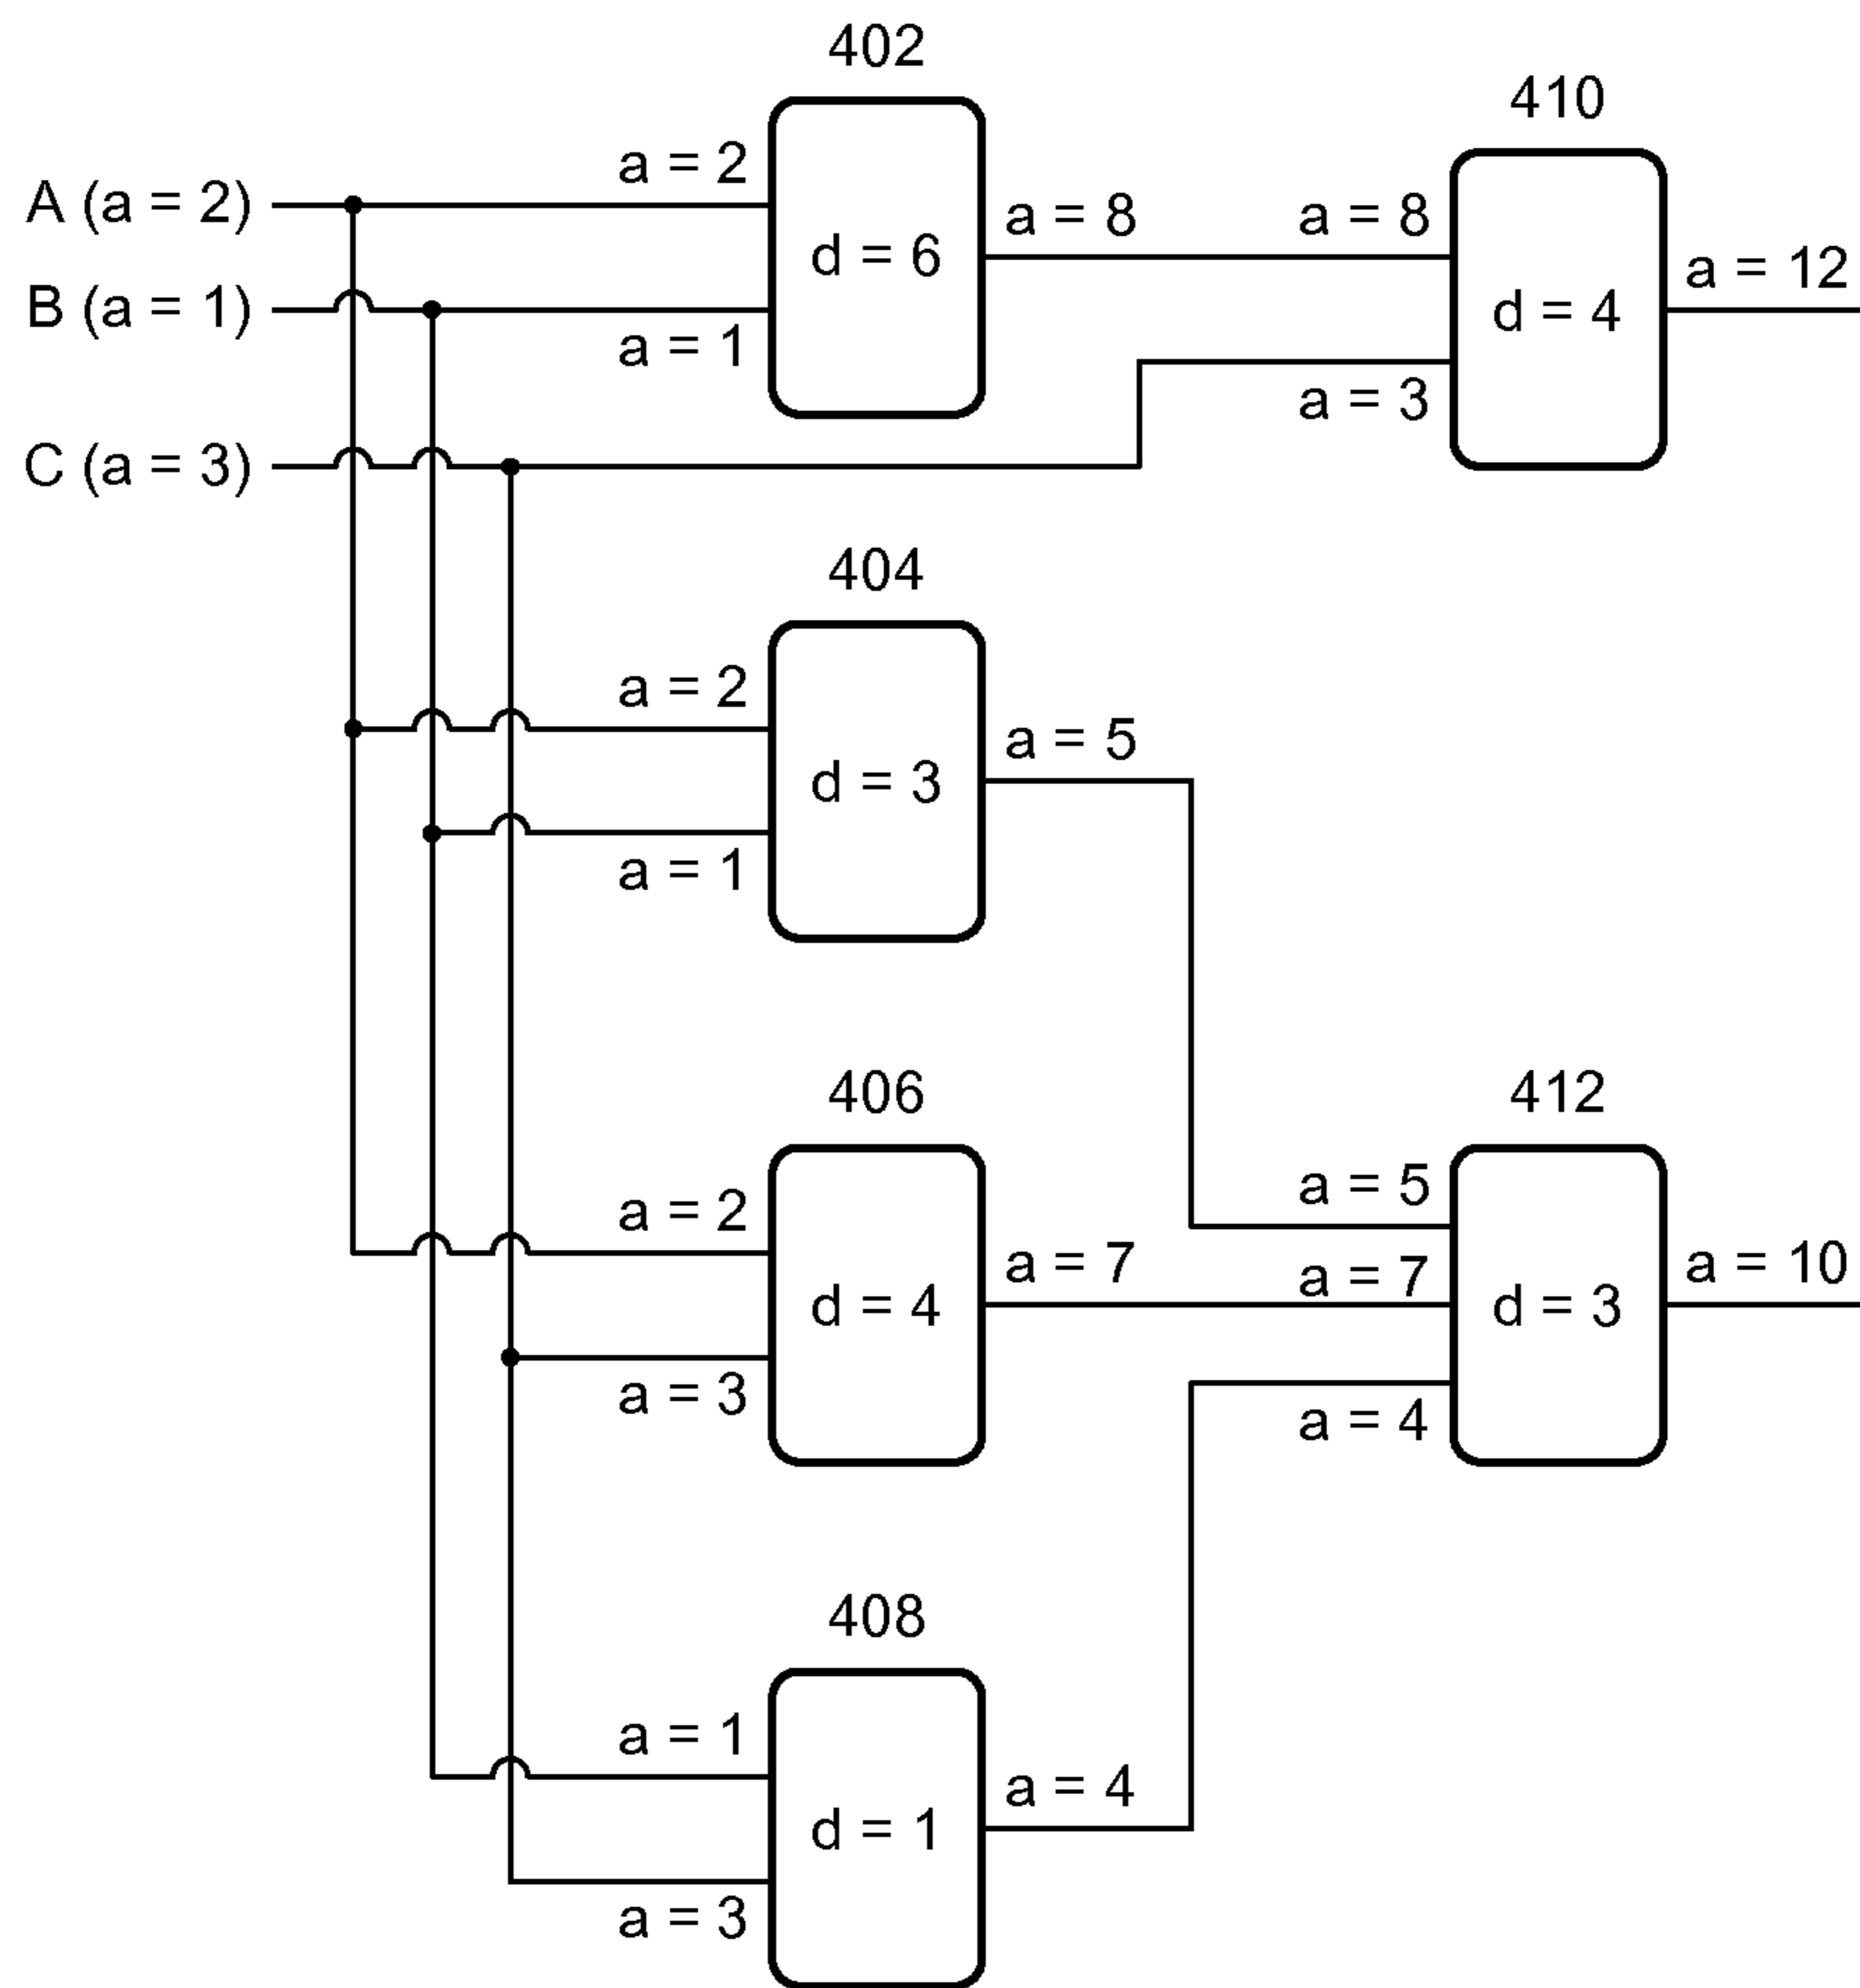 402
410
a = 2
A (a = 2)
a = 8
a = 8
d = 6
a = 12
B (a = 1)
d = 4
a = 1
a = 3
C (a = 3)
404
a = 2
a = 5
d = 3
a = 1
406
412
a = 2
a = 5
a = 7
a = 7
a = 10
d = 4
d = 3
a = 3
a = 4
408
a = 1
a = 4
d = 1
a = 3